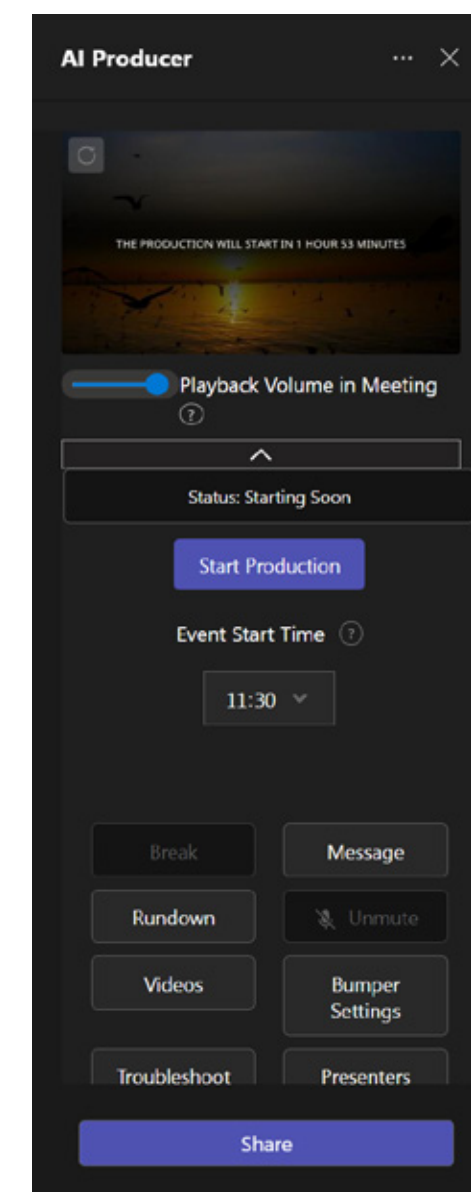 AI Producer
THE PRODUCTION WILL START IN 1 HOUR 53 MINUTES
Playback Volume in Meeting
?
Status: Starting Soon
Start Production
Event Start Time ?
11:30
Break
Message
Rundown
Unmute
Videos
Bumper
Settings
Troubleshoot
Presenters
Share